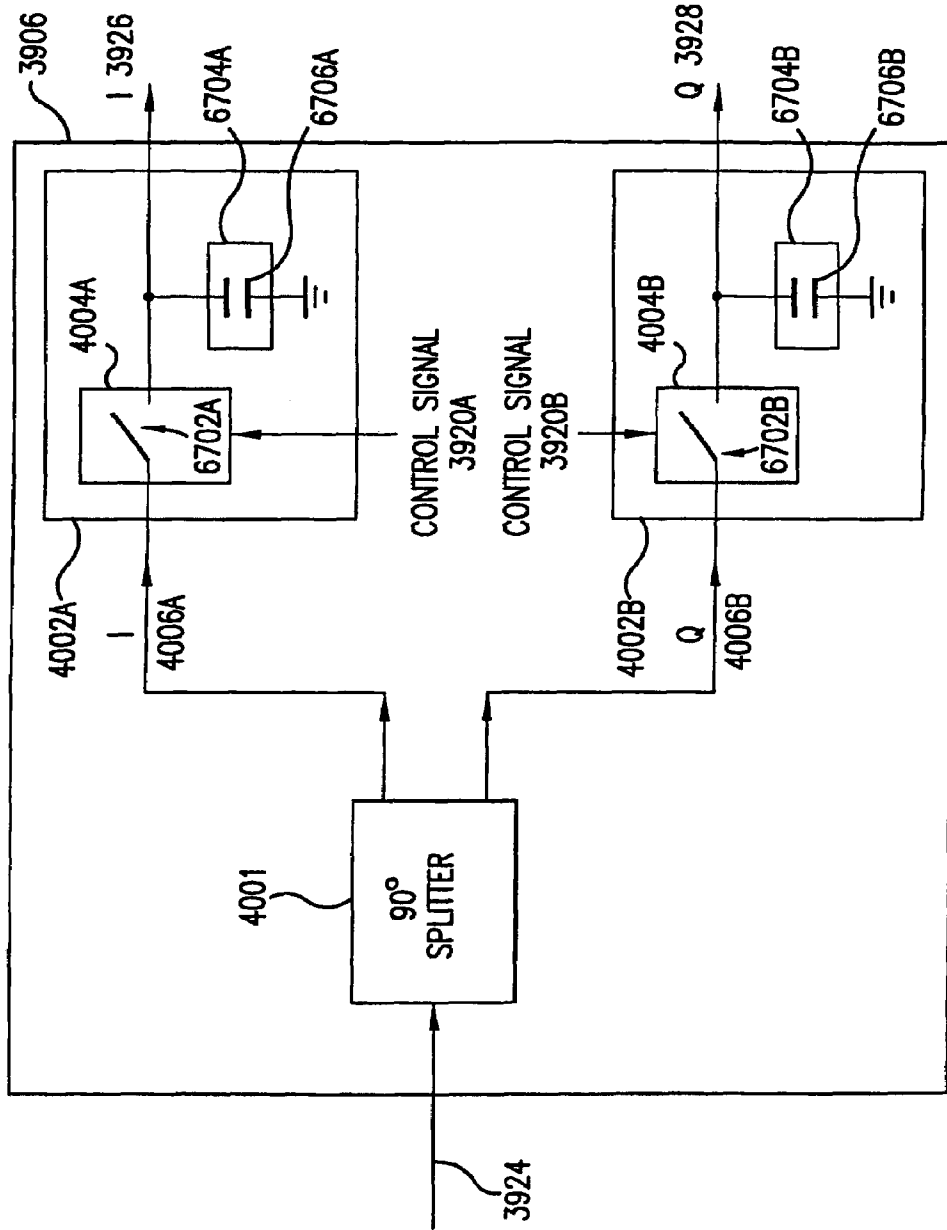 3906
I 3926
6704A
6706A
4004A
6702A
4002A
I
4006A
CONTROL SIGNAL
3920A
CONTROL SIGNAL
3920B
4001
90°
SPLITTER
3924
Q 3928
6704B
6706B
4004B
6702B
4002B
Q
4006B